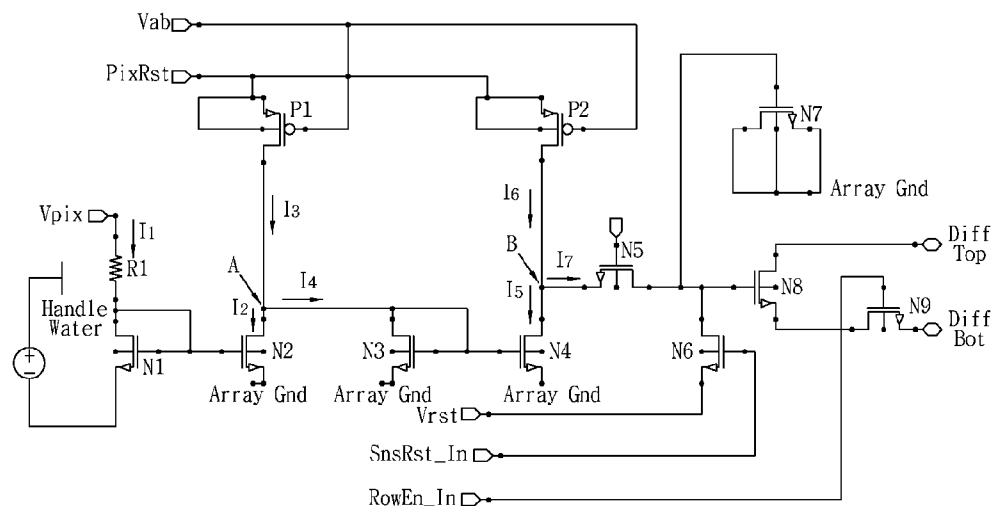 Vab
PixRst
P1
P2
N7
Array Gnd
I3
I6
Vpix
I1
R1
A
I4
B
I7
N5
Diff
Top
Handle
Water
I2
I5
N8
N9
Diff
Bot
N1
N2
N3
N4
N6
Array Gnd
Array Gnd
Array Gnd
Vrst
SnsRst_In
RowEn_In